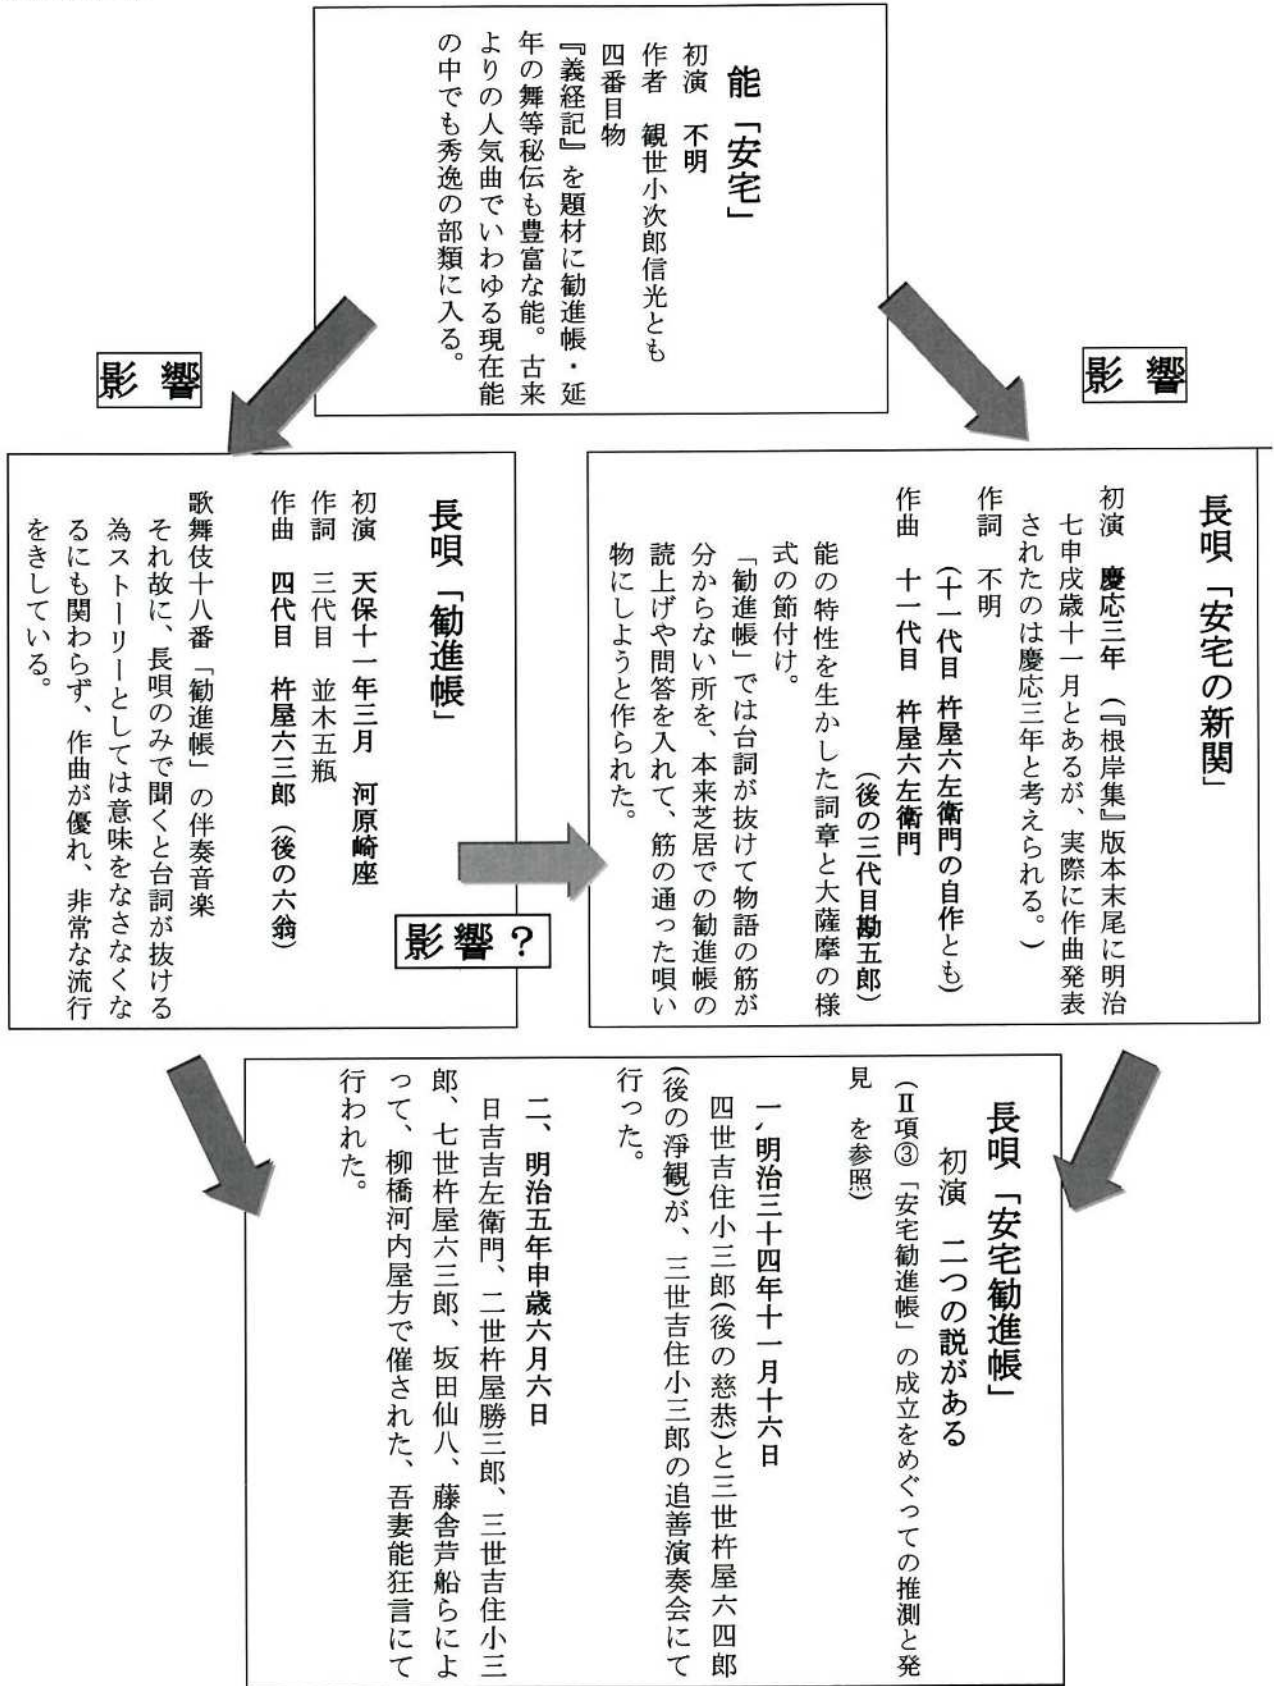 能「安宅」
初演　不明
作者　観世小次郎信光とも
四番目物
『義経記』を題材に勧進帳・延
年の舞等秘伝も豊富な能。古来
よりの人気曲でいわゆる現在能
の中でも秀逸の部類に入る。
影響
影響
長唄「安宅の新関」
初演　慶応三年（『根岸集』版本末尾に明治
七申戌歳十一月とあるが、実際に作曲発表
されたのは慶応三年と考えられる。）
作詞　不明
（十一代目 杵屋六左衛門の自作とも）
作曲　十一代目　杵屋六左衛門
（後の三代目勘五郎）
能の特性を生かした詞章と大薩摩の様
式の節付け。
「勧進帳」では台詞が抜けて物語の筋が
分からない所を、本来芝居での勧進帳の
読上げや問答を入れて、筋の通った唄い
物にしようと作られた。
長唄「勧進帳」
初演　天保十一年三月　河原崎座
作詞　三代目　並木五瓶
作曲　四代目　杵屋六三郎（後の六翁）
歌舞伎十八番「勧進帳」の伴奏音楽
それ故に、長唄のみで聞くと台詞が抜ける
為ストーリーとしては意味をなさなくな
るにも関わらず、作曲が優れ、非常な流行
をきしている。
影響？
長唄「安宅勧進帳」
初演　二つの説がある
（Ⅱ項③「安宅勧進帳」の成立をめぐっての推測と発
見　を参照）
一、明治三十四年十一月十六日
四世吉住小三郎(後の慈恭)と三世杵屋六四郎
(後の淨観)が、三世吉住小三郎の追善演奏会にて
行った。
二、明治五年申歳六月六日
日吉吉左衛門、二世杵屋勝三郎、三世吉住小三
郎、七世杵屋六三郎、坂田仙八、藤舎芦船らによ
って、柳橋河内屋方で催された、吾妻能狂言にて
行われた。